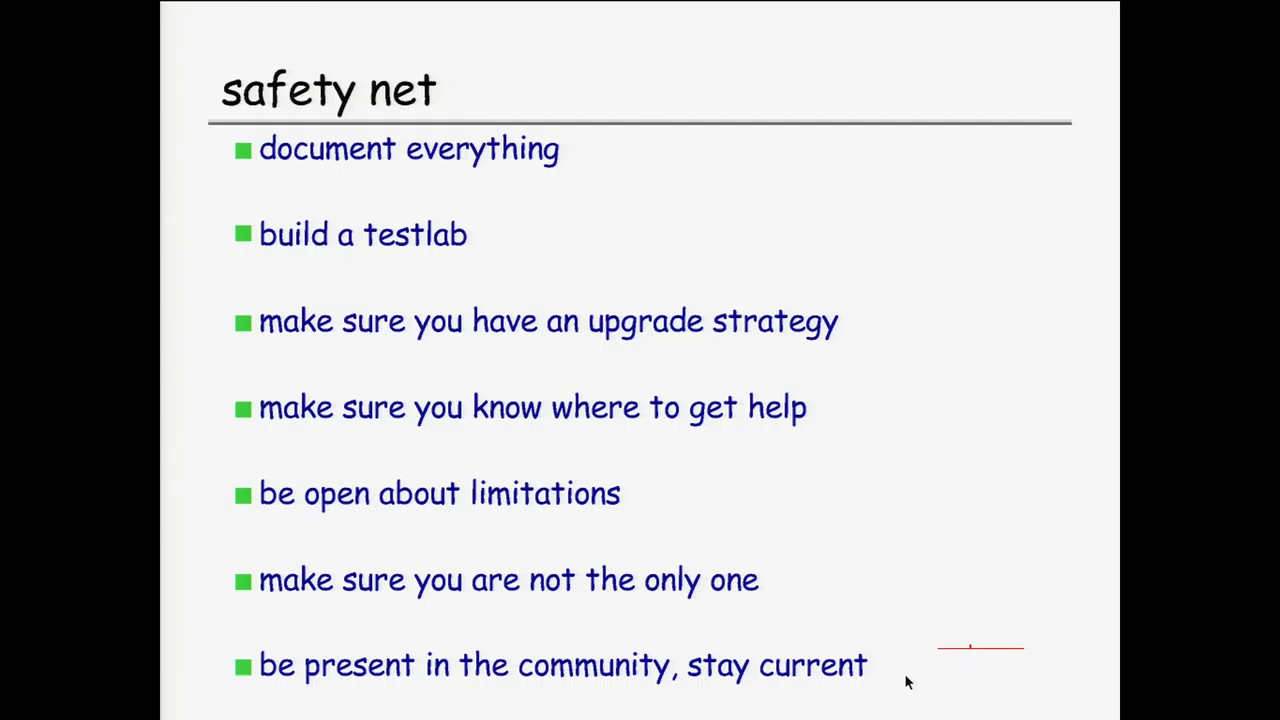 safety net
document everything
build a testlab
make sure you have an upgrade strategy
make sure you know where to get help
be open about limitations
make sure you are not the only one
be present in the community, stay current